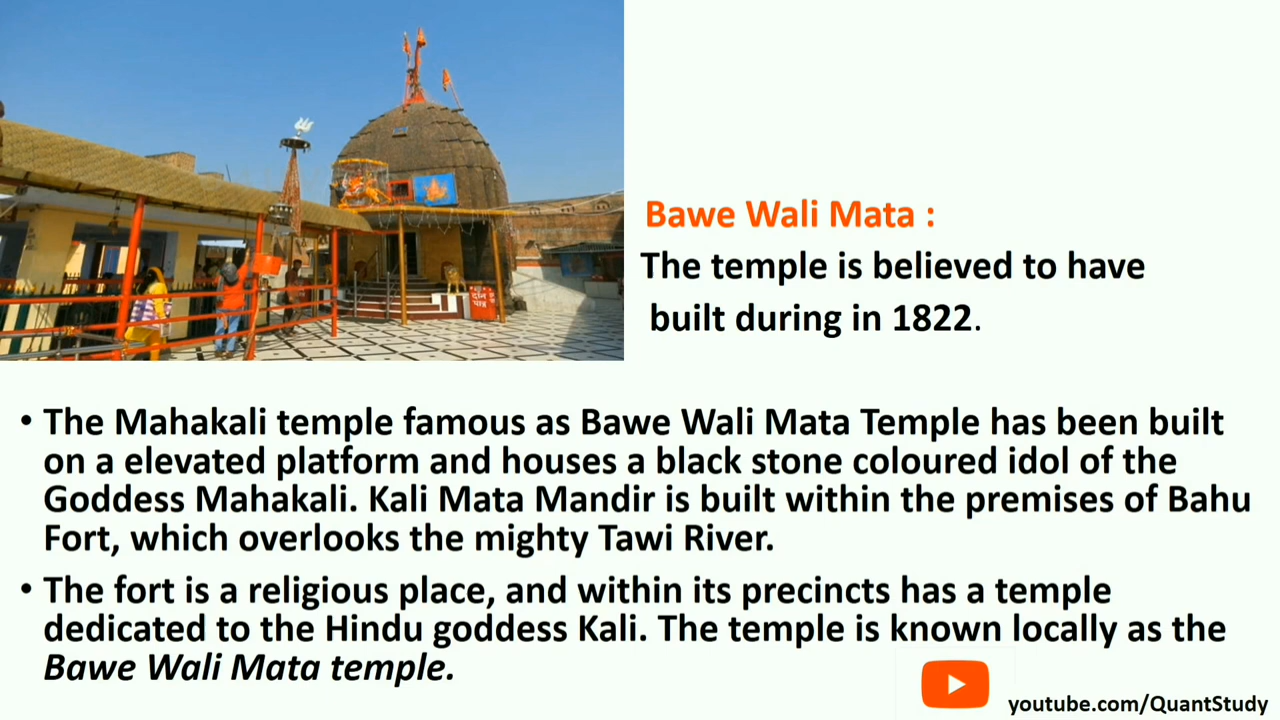 Bawe Wali Mata :
The temple is believed to have
built during in 1822.
दान
पात्र
• The Mahakali temple famous as Bawe Wali Mata Temple has been built
on a elevated platform and houses a black stone coloured idol of the
Goddess Mahakali. Kali Mata Mandir is built within the premises of Bahu
Fort, which overlooks the mighty Tawi River.
• The fort is a religious place, and within its precincts has a temple
dedicated to the Hindu goddess Kali. The temple is known locally as the
Bawe Wali Mata temple.
youtube.com/QuantStudy